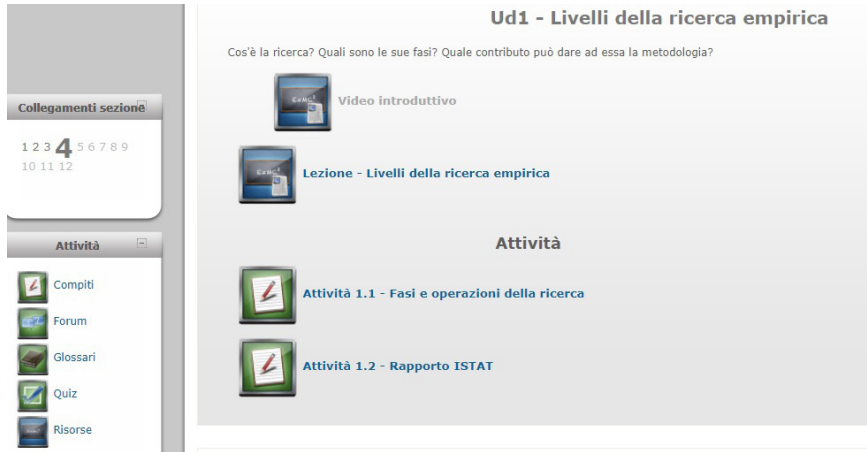 Ud1 - Livelli della ricerca empirica
Cos'è la ricerca? Quali sono le sue fasi? Quale contributo può dare ad essa la metodologia?
Video introduttivo
Lezione - Livelli della ricerca empirica
Attività
Attività 1.1 - Fasi e operazioni della ricerca
Attività 1.2 - Rapporto ISTAT
Collegamenti sezione
1 2 3 4 5 6 7 8 9
10 11 12
Attività
Compiti
Forum
Glossari
Quiz
Risorse